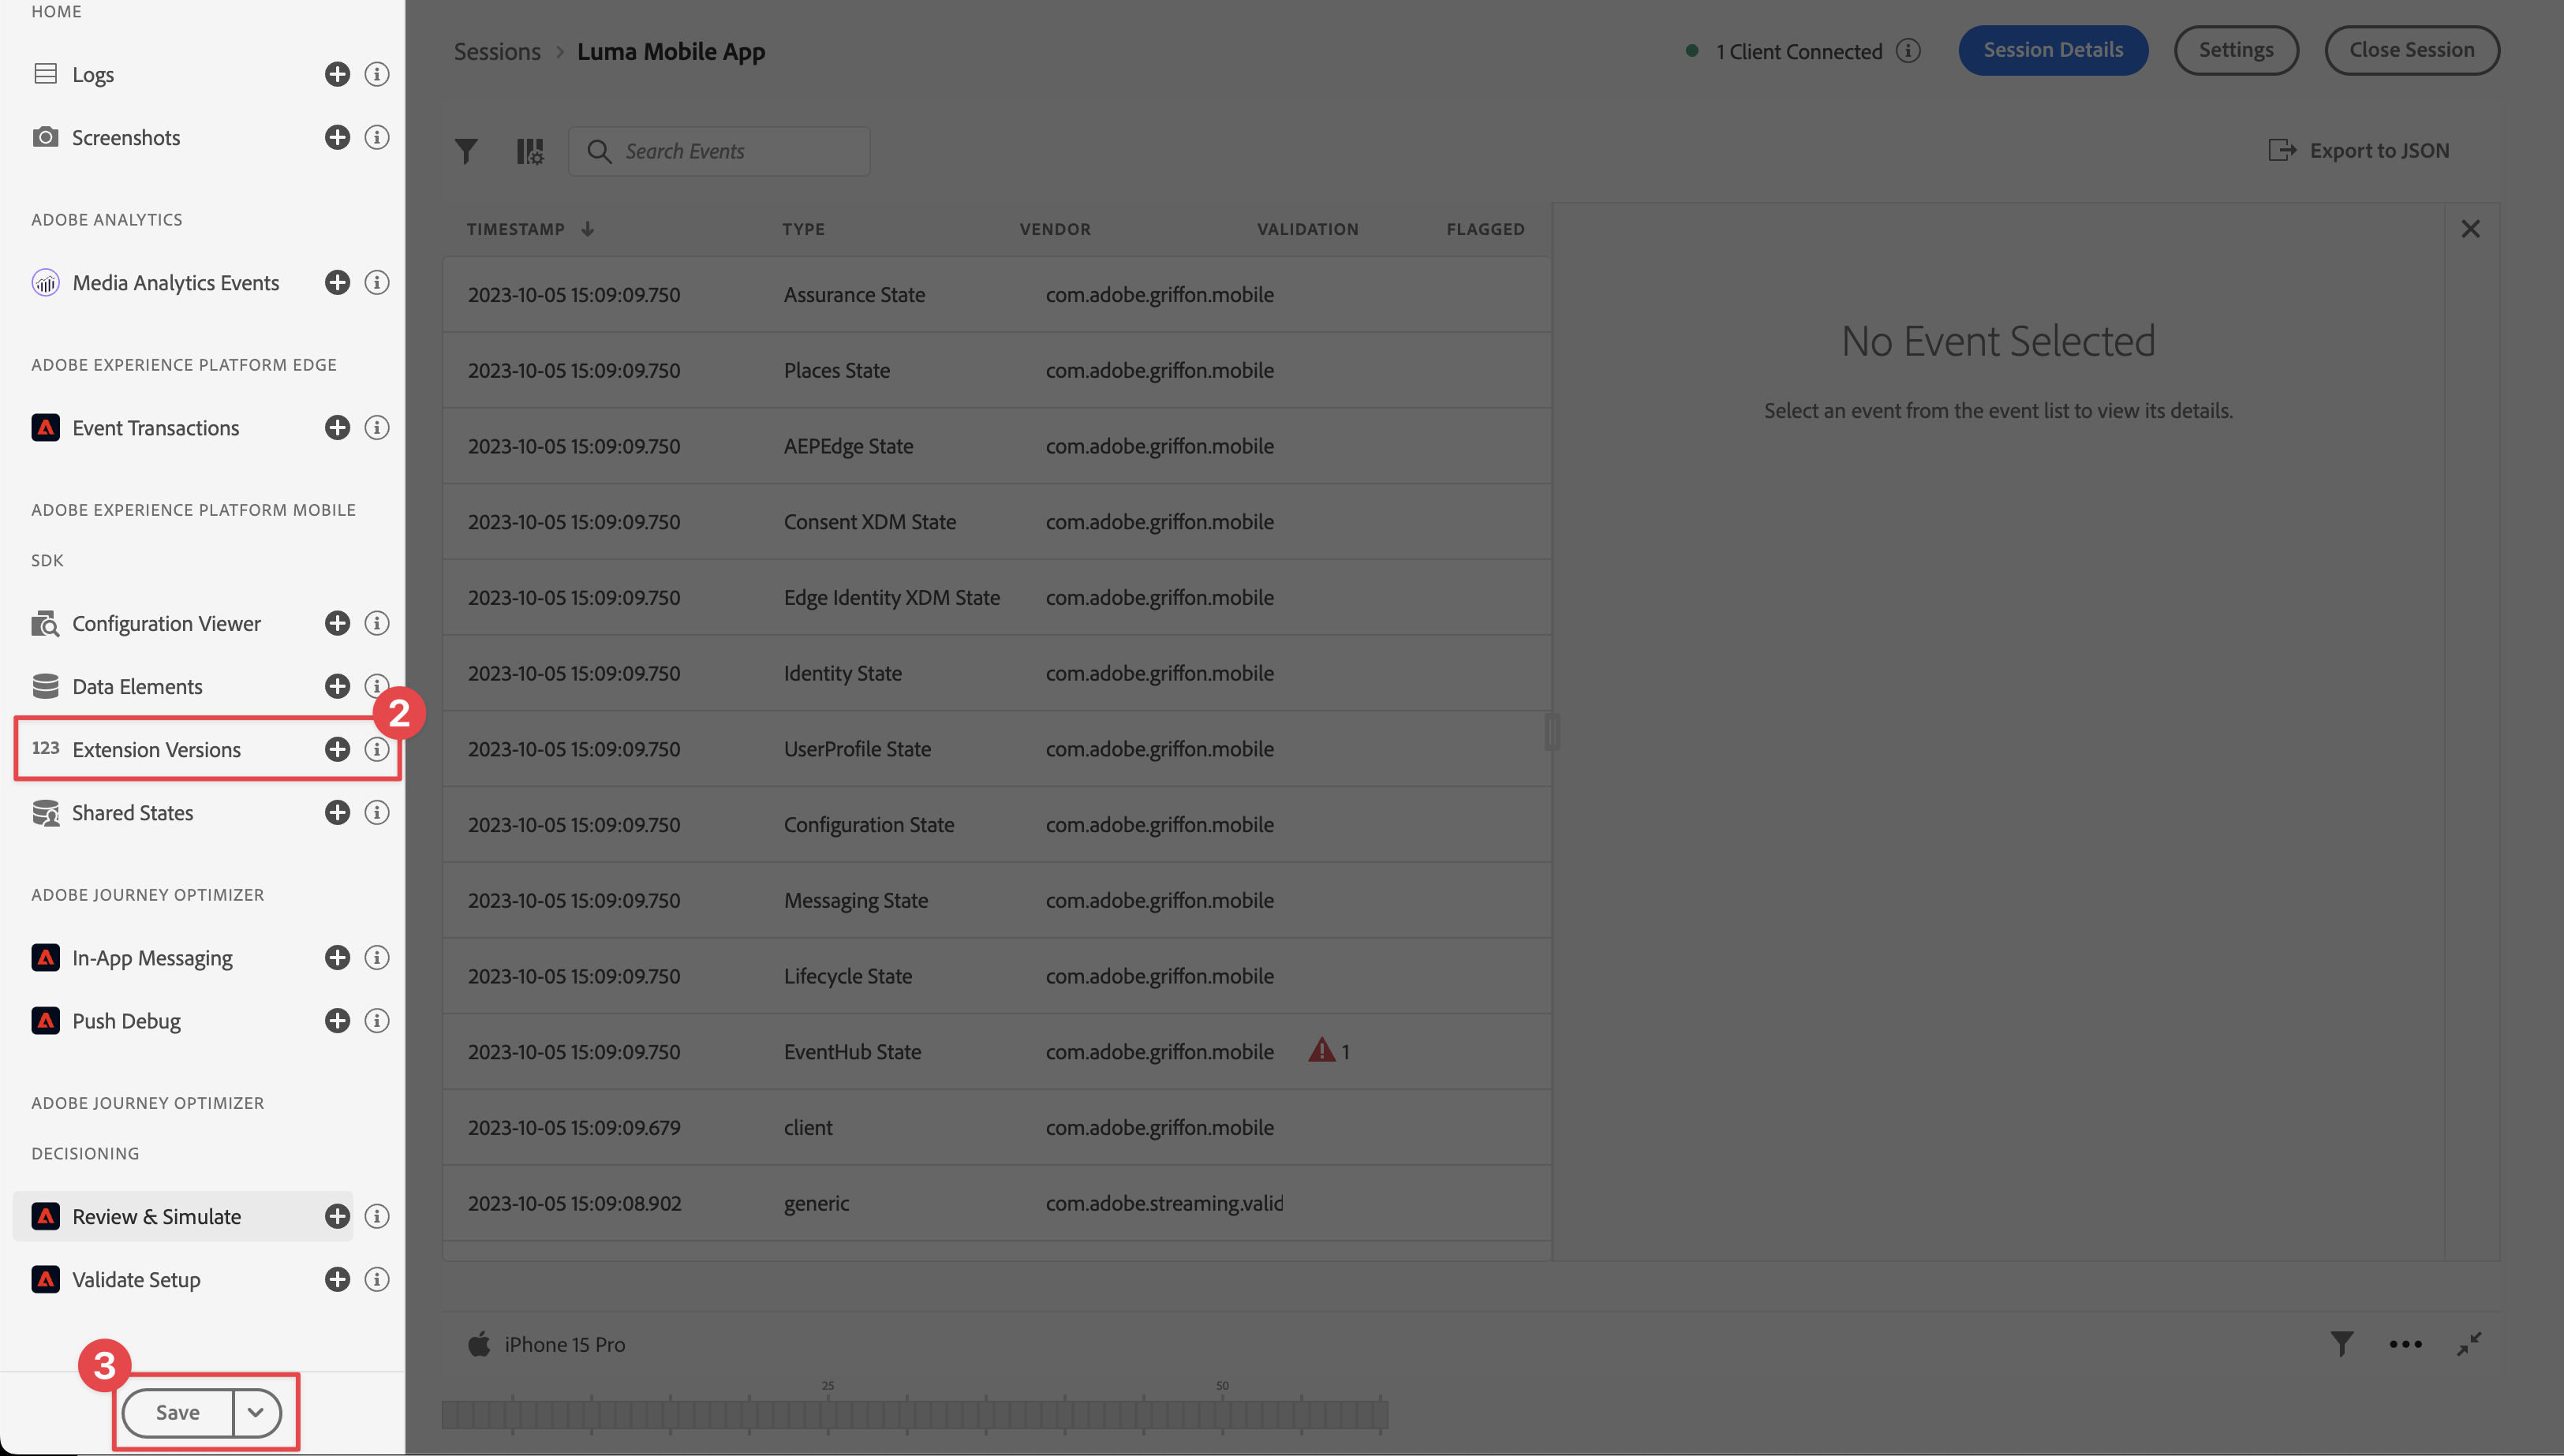 HOME
Logs
Screenshots
ADOBE ANALYTICS
Media Analytics Events
ADOBE EXPERIENCE PLATFORM EDGE
Event Transactions
ADOBE EXPERIENCE PLATFORM MOBILE
SDK
Configuration Viewer
Data Elements
2
123 Extension Versions
Shared States
ADOBE JOURNEY OPTIMIZER
In-App Messaging
Push Debug
ADOBE JOURNEY OPTIMIZER
DECISIONING
Review & Simulate
Validate Setup
3
Save
Sessions > Luma Mobile App
1 Client Connected
Session Details
Settings
Close Session
Search Events
Export to JSON
TIMESTAMP TYPE VENDOR VALIDATION FLAGGED
2023-10-05 15:09:09.750 Assurance State com.adobe.griffon.mobile
2023-10-05 15:09:09.750 Places State com.adobe.griffon.mobile
2023-10-05 15:09:09.750 AEPEdge State com.adobe.griffon.mobile
2023-10-05 15:09:09.750 Consent XDM State com.adobe.griffon.mobile
2023-10-05 15:09:09.750 Edge Identity XDM State com.adobe.griffon.mobile
2023-10-05 15:09:09.750 Identity State com.adobe.griffon.mobile
2023-10-05 15:09:09.750 UserProfile State com.adobe.griffon.mobile
2023-10-05 15:09:09.750 Configuration State com.adobe.griffon.mobile
2023-10-05 15:09:09.750 Messaging State com.adobe.griffon.mobile
2023-10-05 15:09:09.750 Lifecycle State com.adobe.griffon.mobile
2023-10-05 15:09:09.750 EventHub State com.adobe.griffon.mobile 1
2023-10-05 15:09:09.679 client com.adobe.griffon.mobile
2023-10-05 15:09:08.902 generic com.adobe.streaming.valid
No Event Selected
Select an event from the event list to view its details.
iPhone 15 Pro
25 50